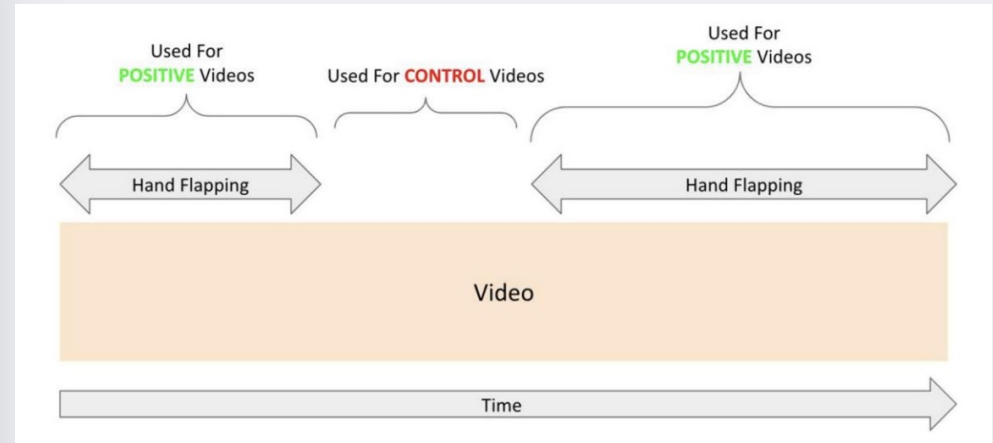 Used For
POSITIVE Videos
Used For CONTROL Videos
Used For
POSITIVE Videos
Hand Flapping
Hand Flapping
Video
Time